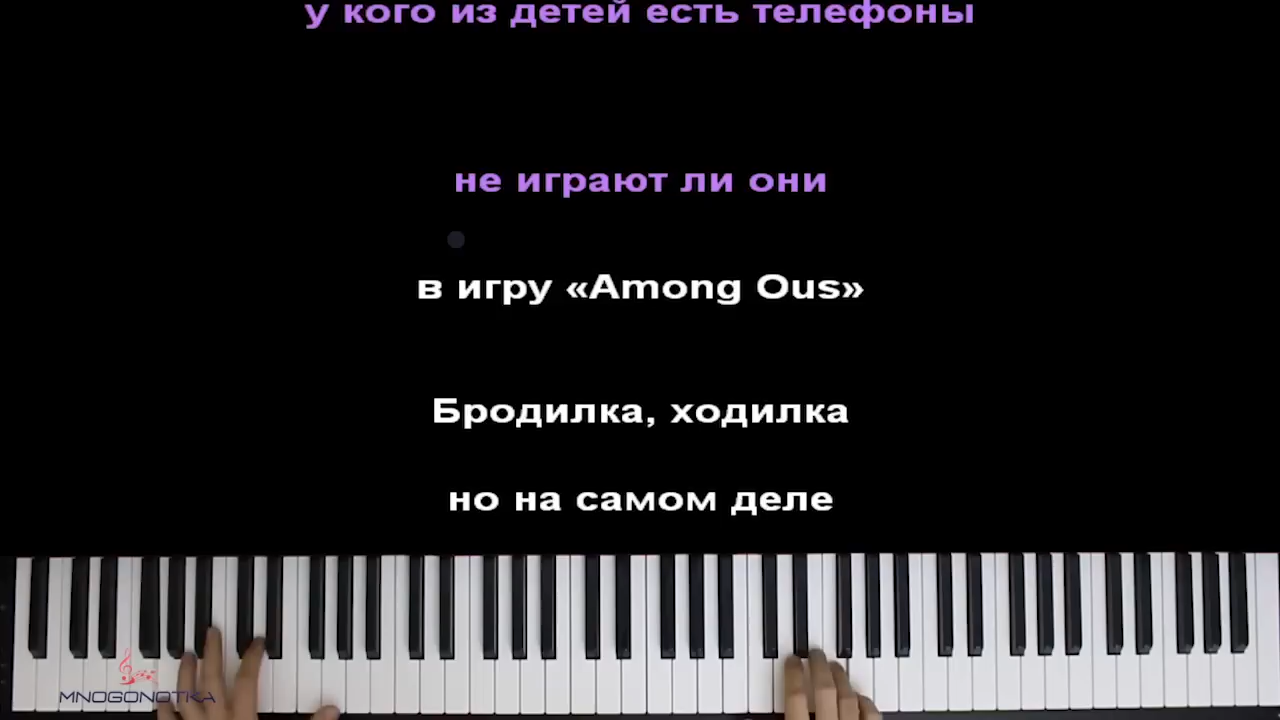 у кого из детей есть телефоны
не играют ли они
в игру «Among Ous»
Бродилка, ходилка
но на самом деле
MNOGONOTKA